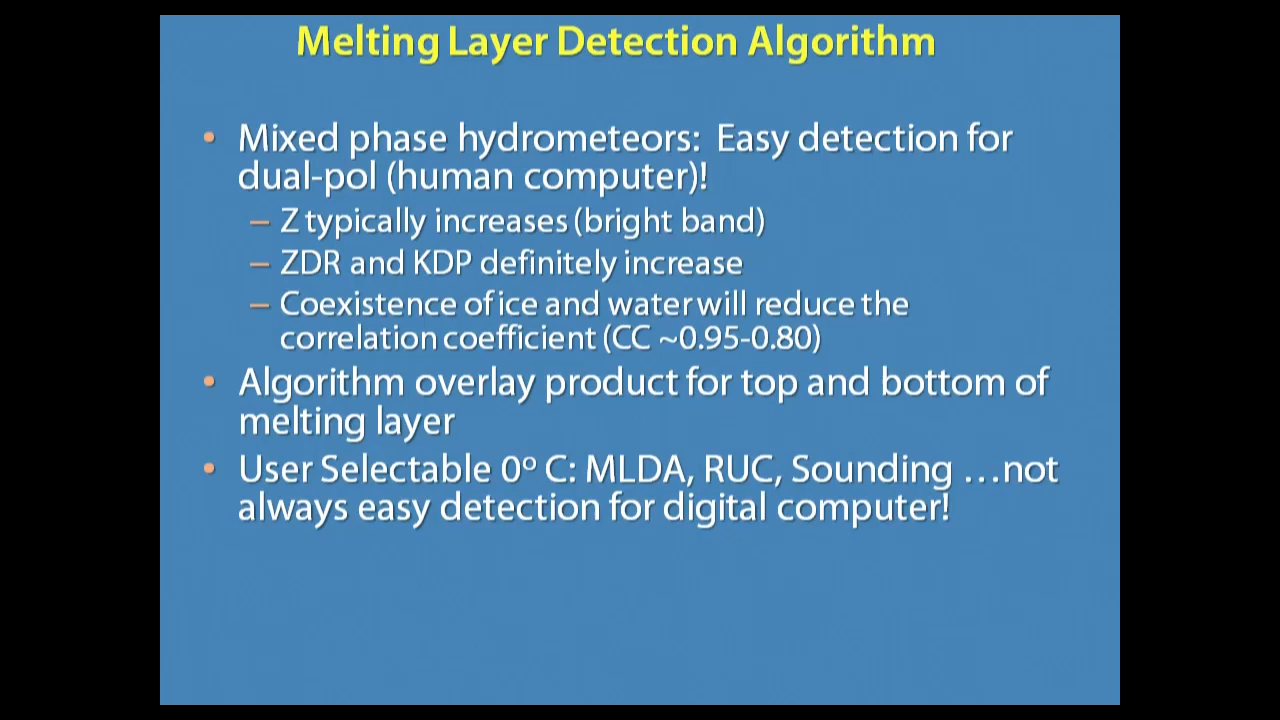 Melting Layer Detection Algorithm
• Mixed phase hydrometeors: Easy detection for
dual-pol (human computer)!
– Z typically increases (bright band)
– ZDR and KDP definitely increase
– Coexistence of ice and water will reduce the
correlation coefficient (CC ~0.95-0.80)
• Algorithm overlay product for top and bottom of
melting layer
• User Selectable 0º C: MLDA, RUC, Sounding …not
always easy detection for digital computer!